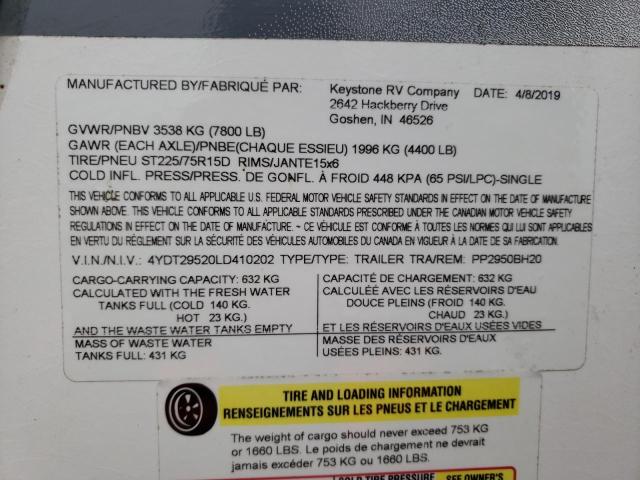 MANUFACTURED BY/FABRIQUÉ PAR: Keystone RV Company DATE: 4/8/2019
2642 Hackberry Drive
Goshen, IN 46526
GVWR/PNBV 3538 KG (7800 LB)
GAWR (EACH AXLE)/PNBE(CHAQUE ESSIEU) 1996 KG (4400 LB)
TIRE/PNEU ST225/75R15D RIMS/JANTE15x6
COLD INFL. PRESS/PRESS. DE GONFL. À FROID 448 KPA (65 PSI/LPC)-SINGLE
THIS VEHICLE CONFORMS TO ALL APPLICABLE U.S. FEDERAL MOTOR VEHICLE SAFETY STANDARDS IN EFFECT ON THE DATE OF MANUFACTURE
SHOWN ABOVE. THIS VEHICLE CONFORMS TO ALL APPLICABLE STANDARDS PRESCRIBED UNDER THE CANADIAN MOTOR VEHICLE SAFETY
REGULATIONS IN EFFECT ON THE DATE OF MANUFACTURE. ~ CE VÉHICULE EST CONFORME À TOUTES LES NORMES QUI LUI SONT APPLICABLES
EN VERTU DU RÉGLEMENT SUR LA SÉCURITÉ DES VÉHICULES AUTOMOBILES DU CANADA EN VIGUEUR À LA DATE DE SA FABRICATION.
V.I.N./N.I.V.: 4YDT29520LD410202 TYPE/TYPE: TRAILER TRA/REM: PP2950BH20
CARGO-CARRYING CAPACITY: 632 KG
CALCULATED WITH THE FRESH WATER
TANKS FULL (COLD 140 KG.
HOT 23 KG.)
AND THE WASTE WATER TANKS EMPTY
MASS OF WASTE WATER
TANKS FULL: 431 KG
CAPACITÉ DE CHARGEMENT: 632 KG
CALCULÉE AVEC LES RÉSERVOIRS D'EAU
DOUCE PLEINS (FROID 140 KG.
CHAUD 23 KG.)
ET LES RÉSERVOIRS D'EAUX USÉES VIDES
MASSE DES RÉSERVOIRS D'EAUX
USÉES PLEINS: 431 KG.
TIRE AND LOADING INFORMATION
RENSEIGNEMENTS SUR LES PNEUS ET LE CHARGEMENT
The weight of cargo should never exceed 753 KG
or 1660 LBS. Le poids de chargement ne devrait
jamais excéder 753 KG ou 1660 LBS.
COLD TIRE PRESSURE SEE OWNER'S